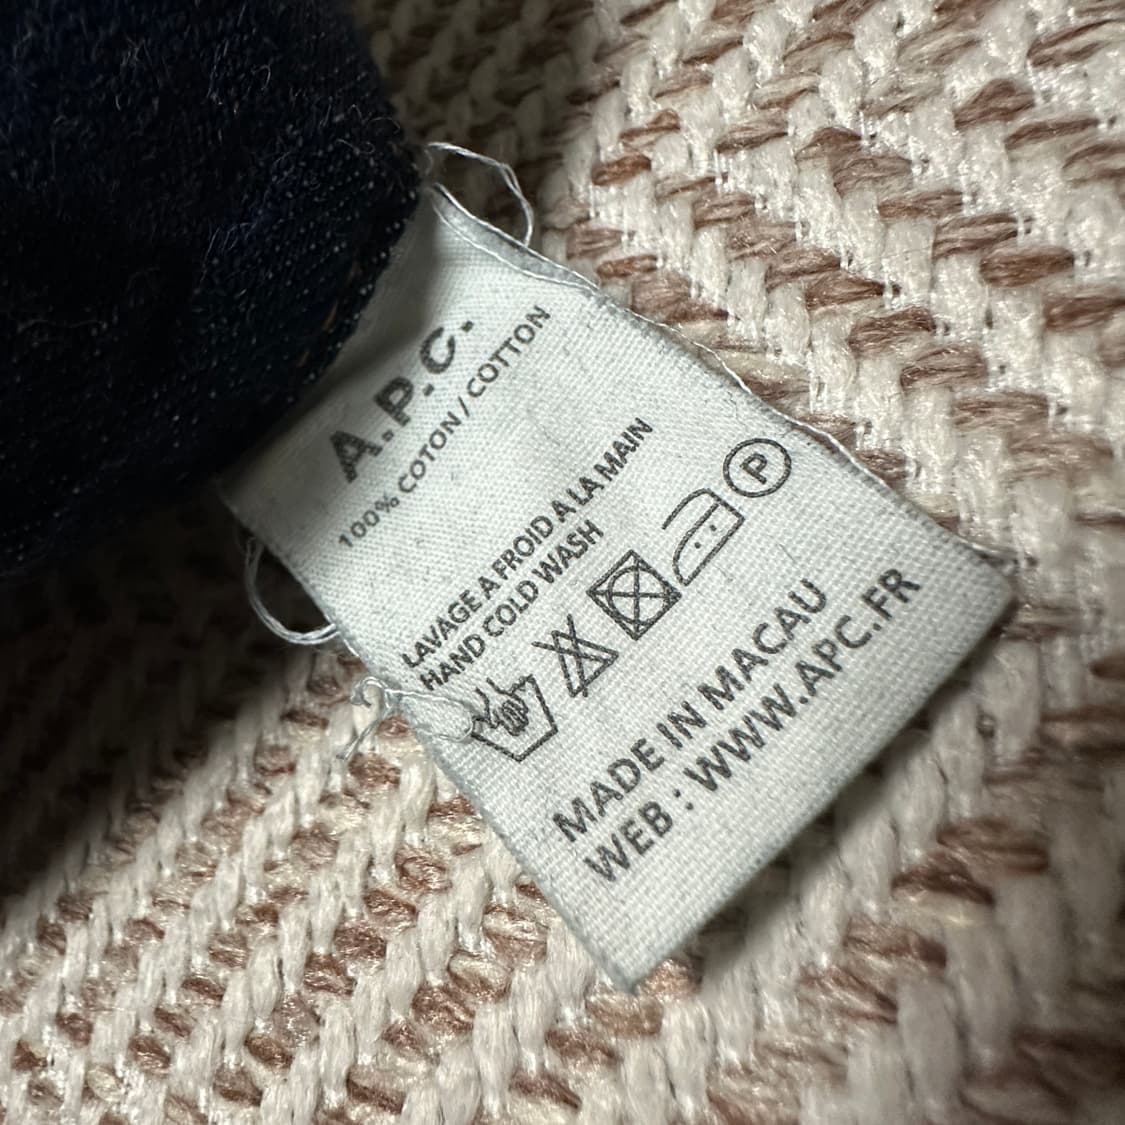 A.P.C.
100% COTON / COTTON
LAVAGE A FROID A LA MAIN
HAND COLD WASH
P
MADE IN MACAU
WEB : WWW.APC.FR